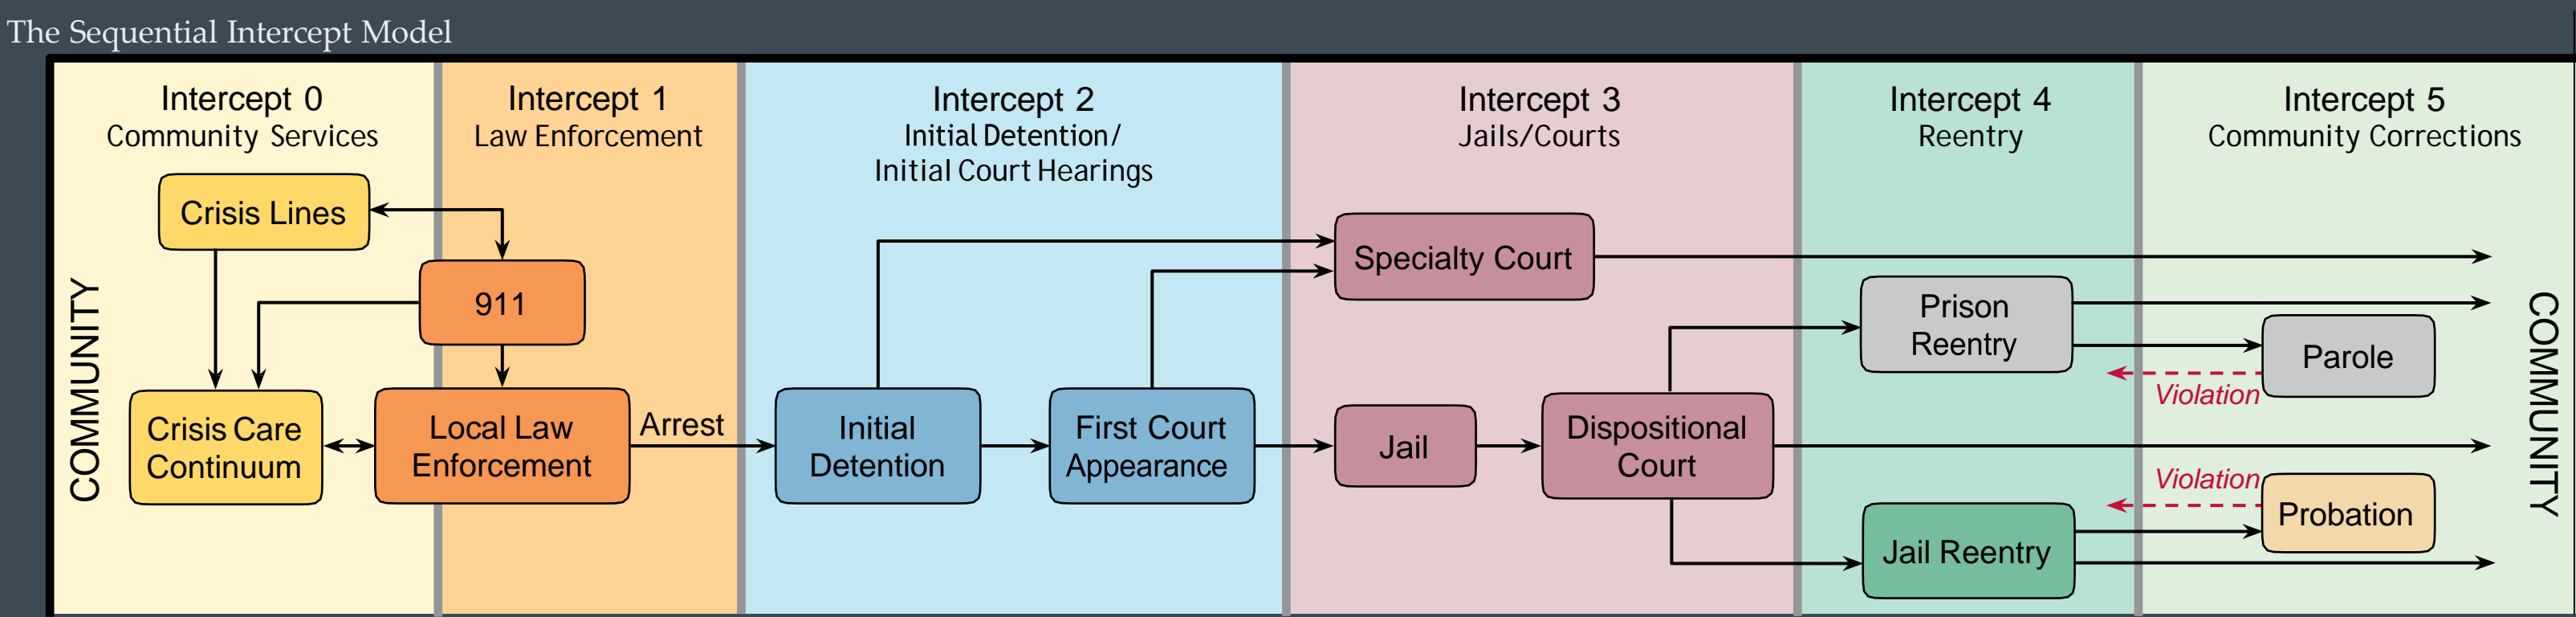 The Sequential Intercept Model
Intercept 0
Community Services
Intercept 1
Law Enforcement
Intercept 2
Initial Detention/
Initial Court Hearings
Intercept 3
Jails/Courts
Intercept 4
Reentry
Intercept 5
Community Corrections
COMMUNITY
Crisis Lines
911
Crisis Care
Continuum
Local Law
Enforcement
Arrest
Initial
Detention
First Court
Appearance
Specialty Court
Jail
Dispositional
Court
Prison
Reentry
Jail Reentry
Parole
Violation
Violation
Probation
COMMUNITY